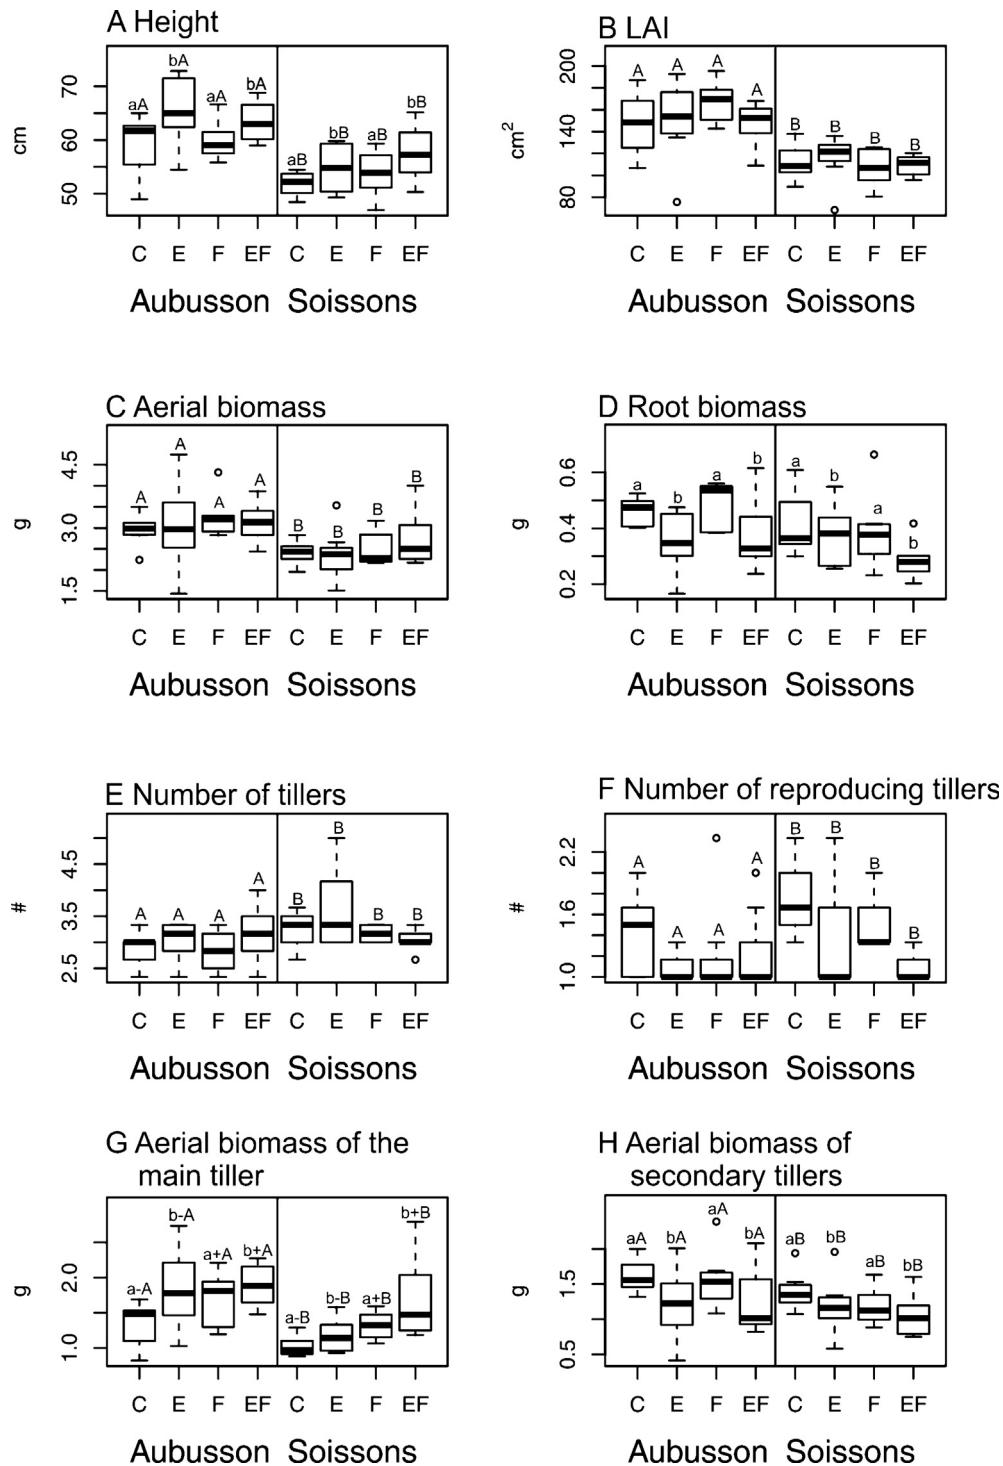 A Height
B LAI
aA
bA
aA
bA
aB
bB
aB
bB
cm
70
60
50
C E F EF C E F EF
Aubusson Soissons
A
A
A
A
B
B
B
B
cm2
200
140
80
C E F EF C E F EF
Aubusson Soissons
C Aerial biomass
D Root biomass
A
A
A
A
B
B
B
B
g
4.5
3.0
1.5
C E F EF C E F EF
Aubusson Soissons
a
b
a
b
a
b
a
b
g
0.6
0.4
0.2
C E F EF C E F EF
Aubusson Soissons
E Number of tillers
F Number of reproducing tillers
A
A
A
A
B
B
B
B
#
4.5
3.5
2.5
C E F EF C E F EF
Aubusson Soissons
A
A
A
A
B
B
B
B
#
2.2
1.6
1.0
C E F EF C E F EF
Aubusson Soissons
G Aerial biomass of the
main tiller
H Aerial biomass of
secondary tillers
a-A
b-A
a+A
b+A
a-B
b-B
a+B
b+B
g
2.0
1.0
C E F EF C E F EF
Aubusson Soissons
aA
bA
aA
bA
aB
bB
aB
bB
g
1.5
0.5
C E F EF C E F EF
Aubusson Soissons